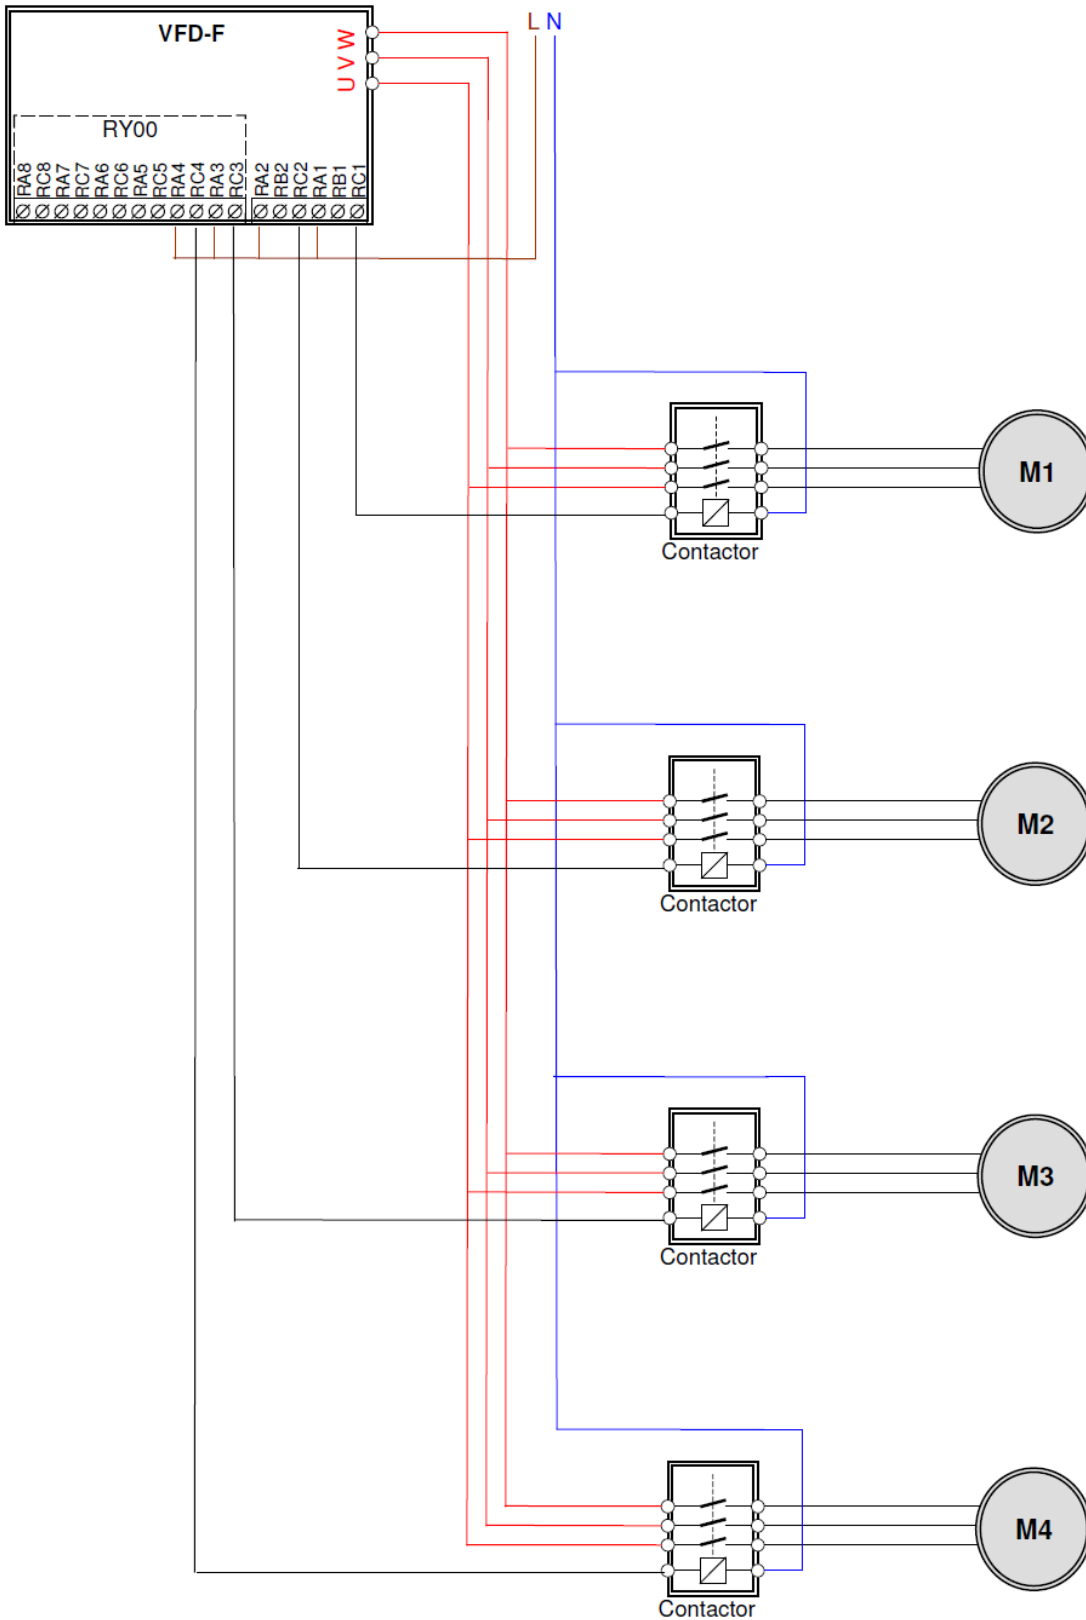 VFD-F
U V W
L N
RY00
RA8 RC8 RA7 RC7 RA6 RC6 RA5 RC5 RA4 RC4 RA3 RC3 RA2 RB2 RC2 RA1 RB1 RC1
M1
Contactor
M2
Contactor
M3
Contactor
M4
Contactor